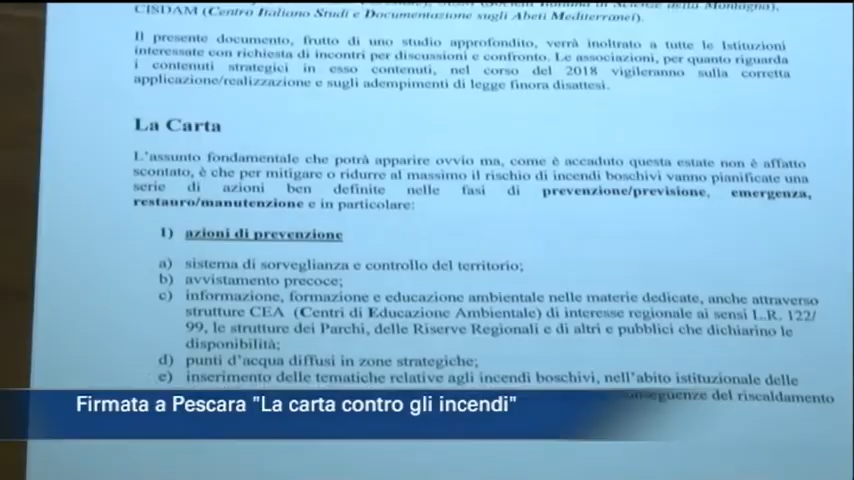 CISDAM (Centro Italiano Studi e Documentazione sugli Abeti Mediterranei).
Il presente documento, frutto di uno studio approfondito, verrà inoltrato a tutte le Istituzioni
interessate con richiesta di incontri per discussioni e confronto. Le associazioni, per quanto riguarda
i contenuti strategici in esso contenuti, nel corso del 2018 vigileranno sulla corretta
applicazione/realizzazione e sugli adempimenti di legge finora disattesi.
La Carta
L'assunto fondamentale che potrà apparire ovvio ma, come è accaduto questa estate non è affatto
scontato, è che per mitigare o ridurre al massimo il rischio di incendi boschivi vanno pianificate una
serie di azioni ben definite nelle fasi di prevenzione/previsione, emergenza,
restauro/manutenzione e in particolare:
1) azioni di prevenzione
a) sistema di sorveglianza e controllo del territorio;
b) avvistamento precoce;
c) informazione, formazione e educazione ambientale nelle materie dedicate, anche attraverso
strutture CEA (Centri di Educazione Ambientale) di interesse regionale ai sensi L.R. 122/
99, le strutture dei Parchi, delle Riserve Regionali e di altri e pubblici che dichiarino le
disponibilità;
d) punti d'acqua diffusi in zone strategiche;
e) inserimento delle tematiche relative agli incendi boschivi, nell'abito istituzionale delle
conseguenze del riscaldamento
Firmata a Pescara "La carta contro gli incendi"